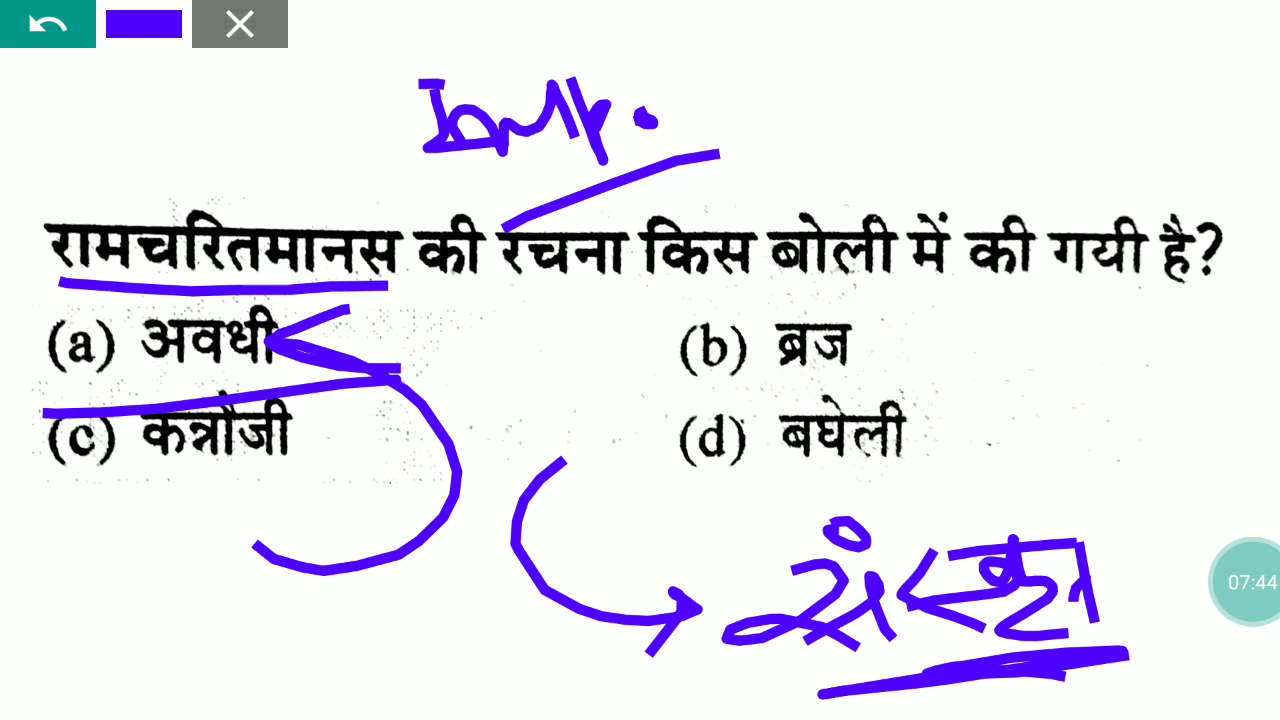 Imp.
रामचरितमानस की रचना किस बोली में की गयी है?
(a) अवधी (b) ब्रज
(c) कन्नौजी (d) बघेली
07:44